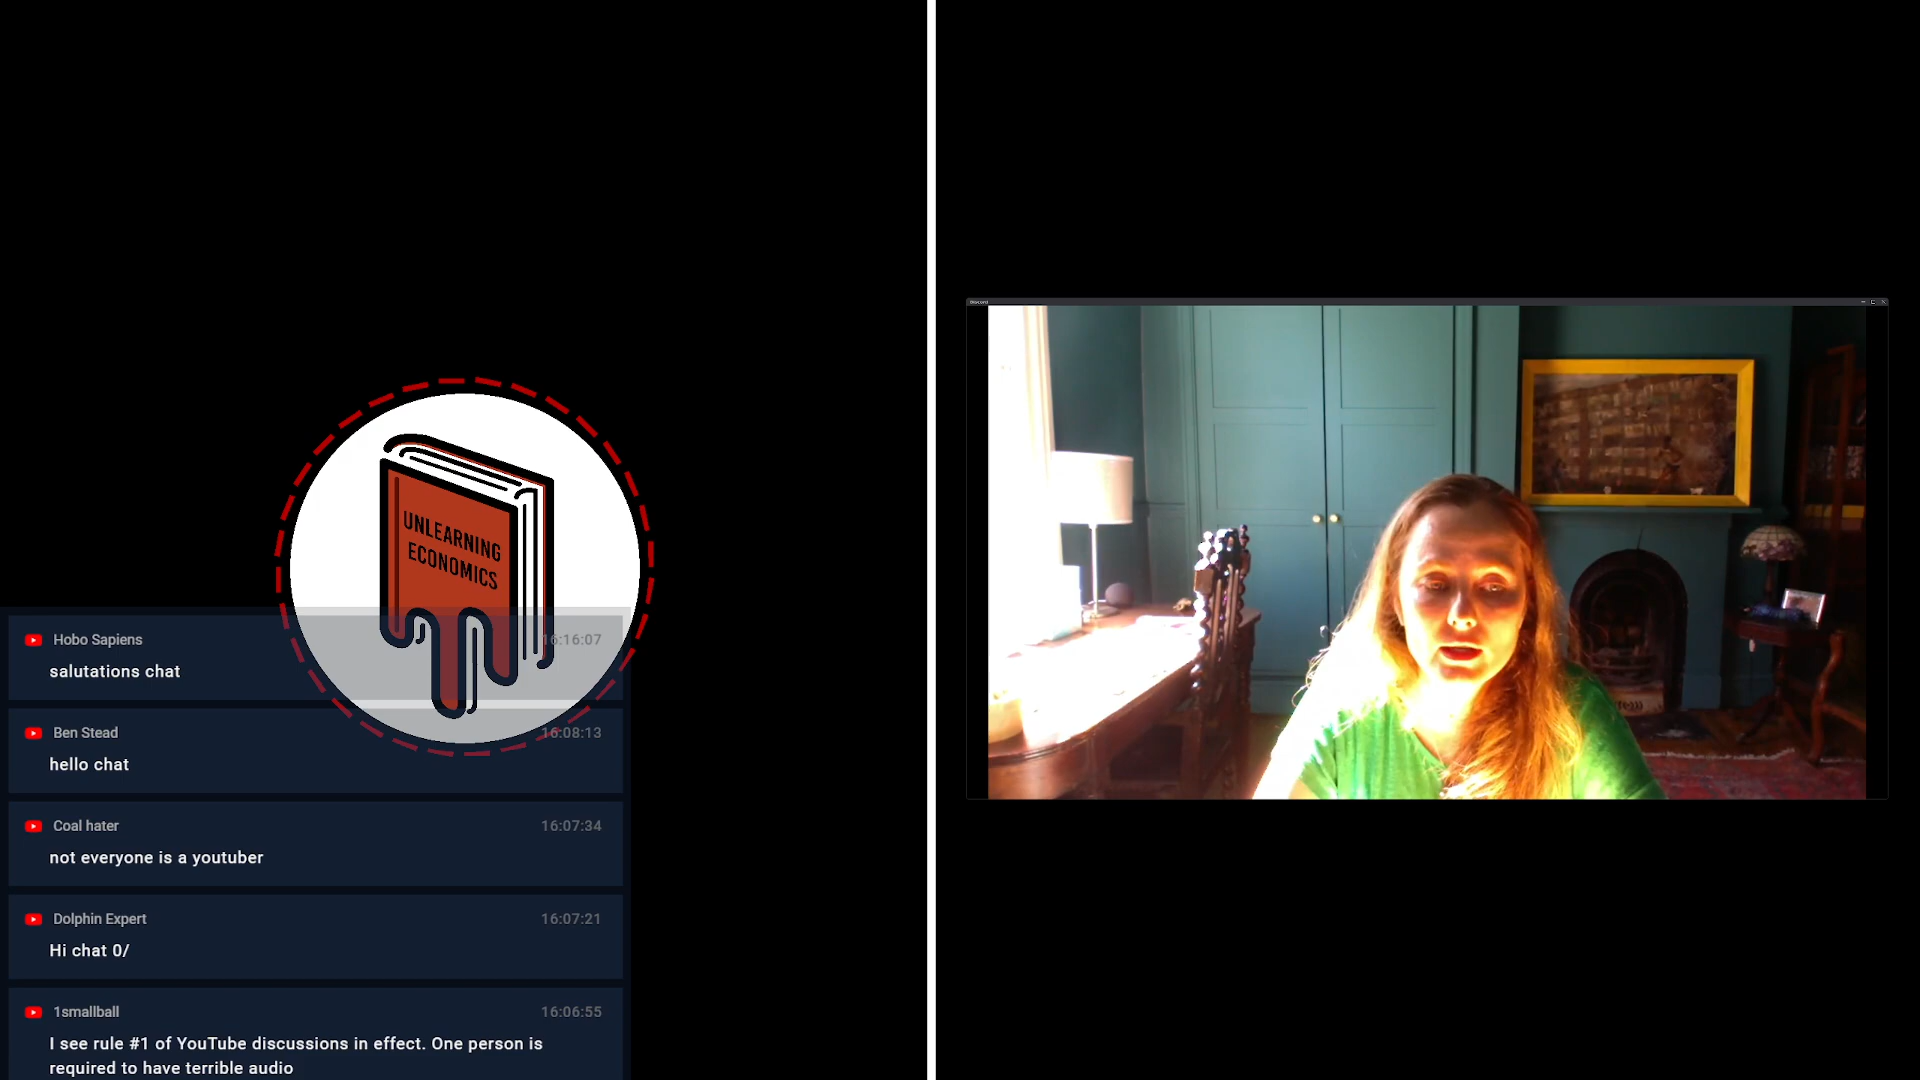 UNLEARNING
ECONOMICS
Hobo Sapiens 16:16:07
salutations chat
Ben Stead 16:08:13
hello chat
Coal hater 16:07:34
not everyone is a youtuber
Dolphin Expert 16:07:21
Hi chat 0/
1smallball 16:06:55
I see rule #1 of YouTube discussions in effect. One person is
required to have terrible audio
Discord